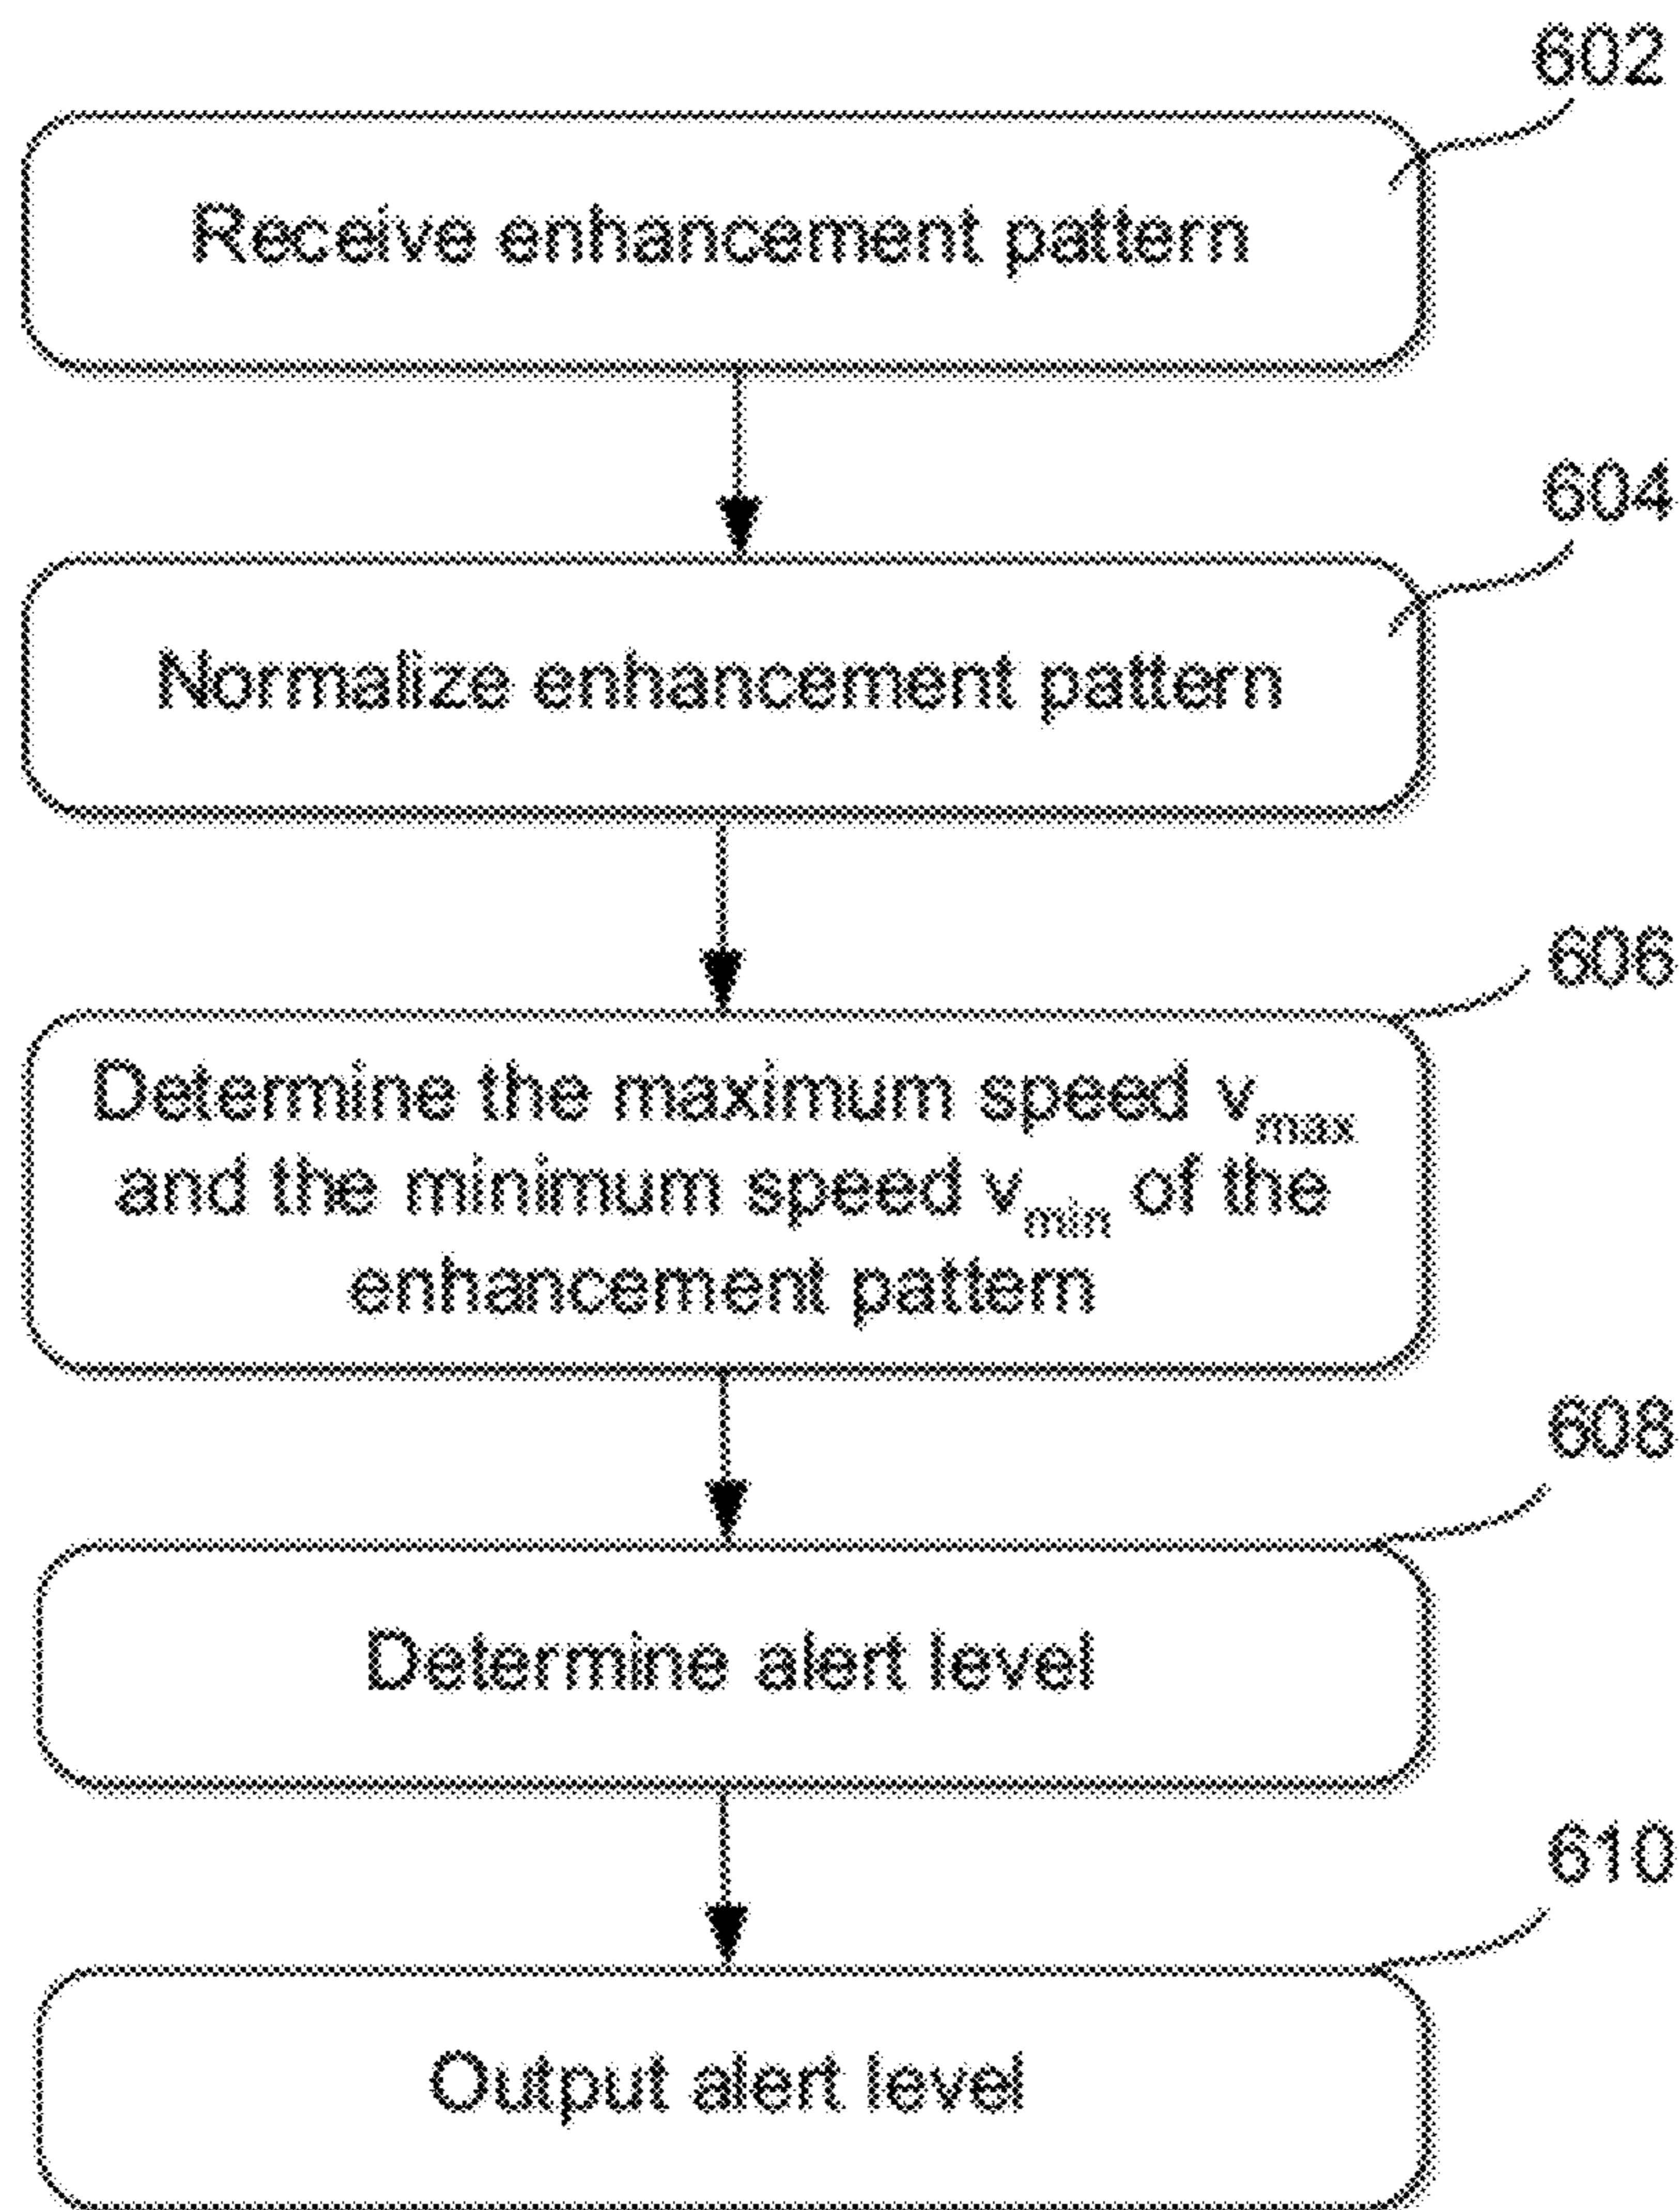 602
Receive enhancement pattern
604
Normalize enhancement pattern
606
Determine the maximum speed vmax
and the minimum speed vmin of the
enhancement pattern
608
Determine alert level
610
Output alert level